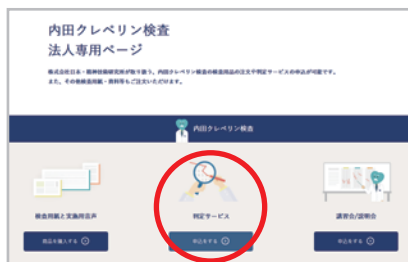 内田クレペリン検査
法人専用ページ
株式会社日本・精神技術研究所が取り扱う、内田クレペリン検査の検査用品の注文や判定サービスの申込が可能です。
また、その他検査用紙・資料等もご注文いただけます。
内田クレペリン検査
検査用紙と実施用音声
判定サービス
講習会/説明会
商品を購入する
申込をする
申込をする